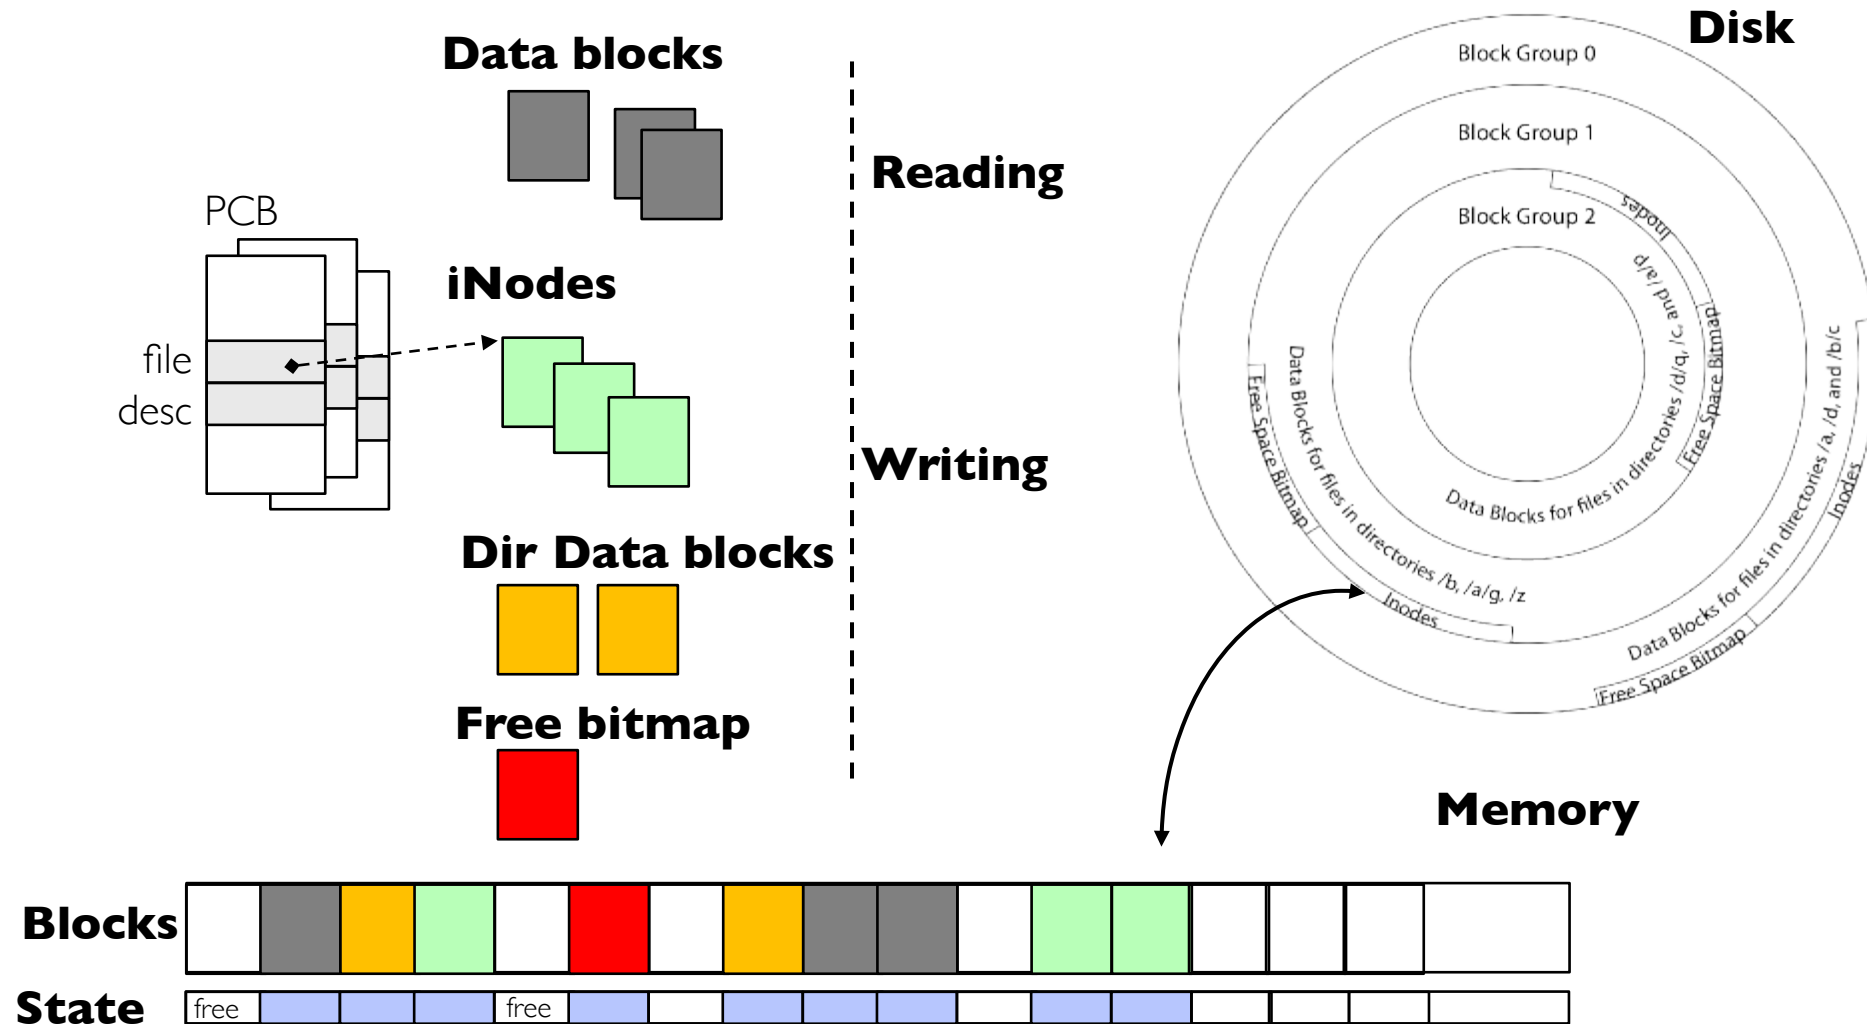 Data blocks
Disk
Block Group 0
Block Group 1
Reading
PCB
Block Group 2
Inodes
iNodes
file
desc
Free Space Bitmap
Data Blocks for files in directories /d/q, /c, and /a/p
Writing
Free Space Bitmap
Data Blocks for files in directories /b, /a/g, /z
Inodes
Data Blocks for files in directories /a, /d, and /b/c
Inodes
Free Space Bitmap
Dir Data blocks
Free bitmap
Memory
Blocks
State
free
free